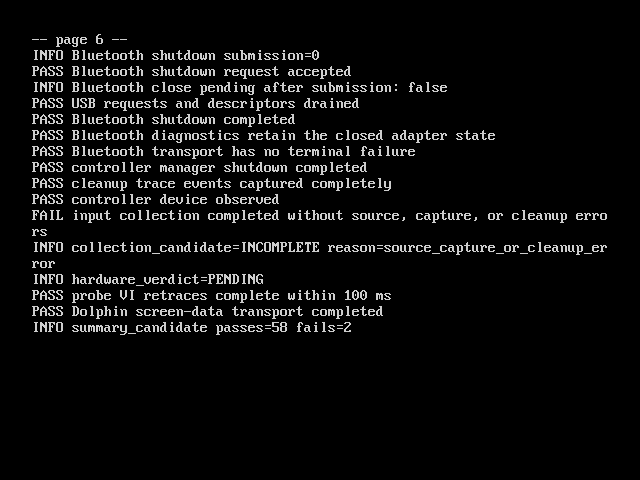 -- page 6 --
INFO Bluetooth shutdown submission=0
PASS Bluetooth shutdown request accepted
INFO Bluetooth close pending after submission: false
PASS USB requests and descriptors drained
PASS Bluetooth shutdown completed
PASS Bluetooth diagnostics retain the closed adapter state
PASS Bluetooth transport has no terminal failure
PASS controller manager shutdown completed
PASS cleanup trace events captured completely
PASS controller device observed
FAIL input collection completed without source, capture, or cleanup erro
rs
INFO collection_candidate=INCOMPLETE reason=source_capture_or_cleanup_er
ror
INFO hardware_verdict=PENDING
PASS probe VI retraces complete within 100 ms
PASS Dolphin screen-data transport completed
INFO summary_candidate passes=58 fails=2